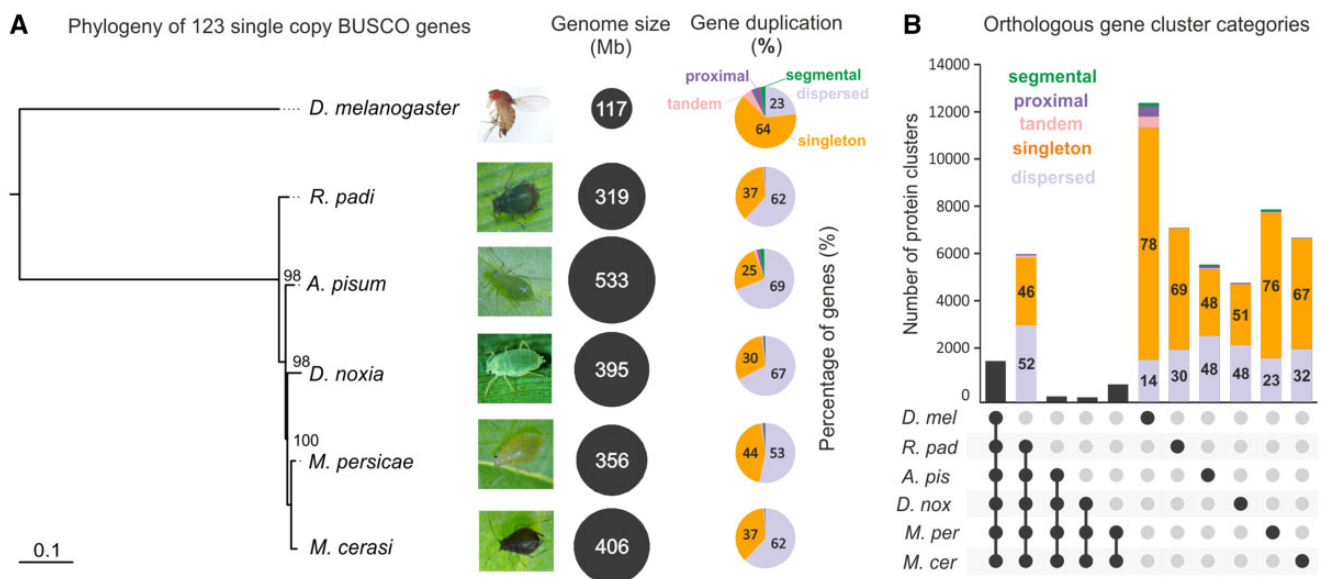 A
Phylogeny of 123 single copy BUSCO genes
Genome size
(Mb)
Gene duplication
(%)
proximal
segmental
tandem
dispersed
singleton
D. melanogaster
117
23
64
R. padi
319
37
62
98
A. pisum
533
25
69
98
D. noxia
395
30
67
100
M. persicae
356
44
53
M. cerasi
406
37
62
0.1
Percentage of genes (%)
B
Orthologous gene cluster categories
Number of protein clusters
14000
12000
10000
8000
6000
4000
2000
0
segmental
proximal
tandem
singleton
dispersed
46
52
78
14
69
30
48
48
51
48
76
23
67
32
D. mel
R. pad
A. pis
D. nox
M. per
M. cer